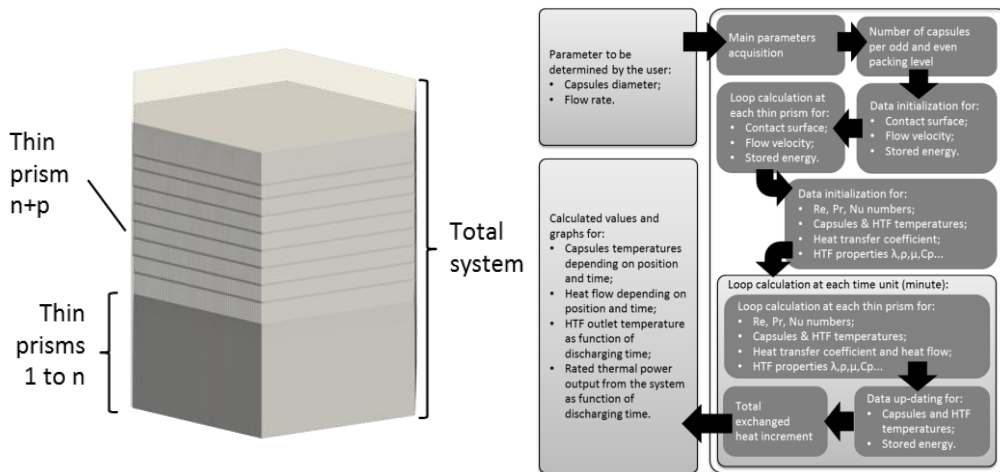 Thin
prism
n+p
Thin
prisms
1 to n
Total
system
Parameter to be
determined by the user:
• Capsules diameter;
• Flow rate.
Main parameters
acquisition
Number of capsules
per odd and even
packing level
Data initialization for:
• Contact surface;
• Flow velocity;
• Stored energy.
Loop calculation at
each thin prism for:
• Contact surface;
• Flow velocity;
• Stored energy.
Data initialization for:
• Re, Pr, Nu numbers;
• Capsules & HTF temperatures;
• Heat transfer coefficient;
• HTF properties λ,ρ,μ,Cp...
Loop calculation at each time unit (minute):
Loop calculation at each thin prism for:
• Re, Pr, Nu numbers;
• Capsules & HTF temperatures;
• Heat transfer coefficient and heat flow;
• HTF properties λ,ρ,μ,Cp...
Data up-dating for:
• Capsules and HTF
temperatures;
• Stored energy.
Total
exchanged
heat increment
Calculated values and
graphs for:
• Capsules temperatures
depending on position
and time;
• Heat flow depending on
position and time;
• HTF outlet temperature
as function of
discharging time;
• Rated thermal power
output from the system
as function of
discharging time.